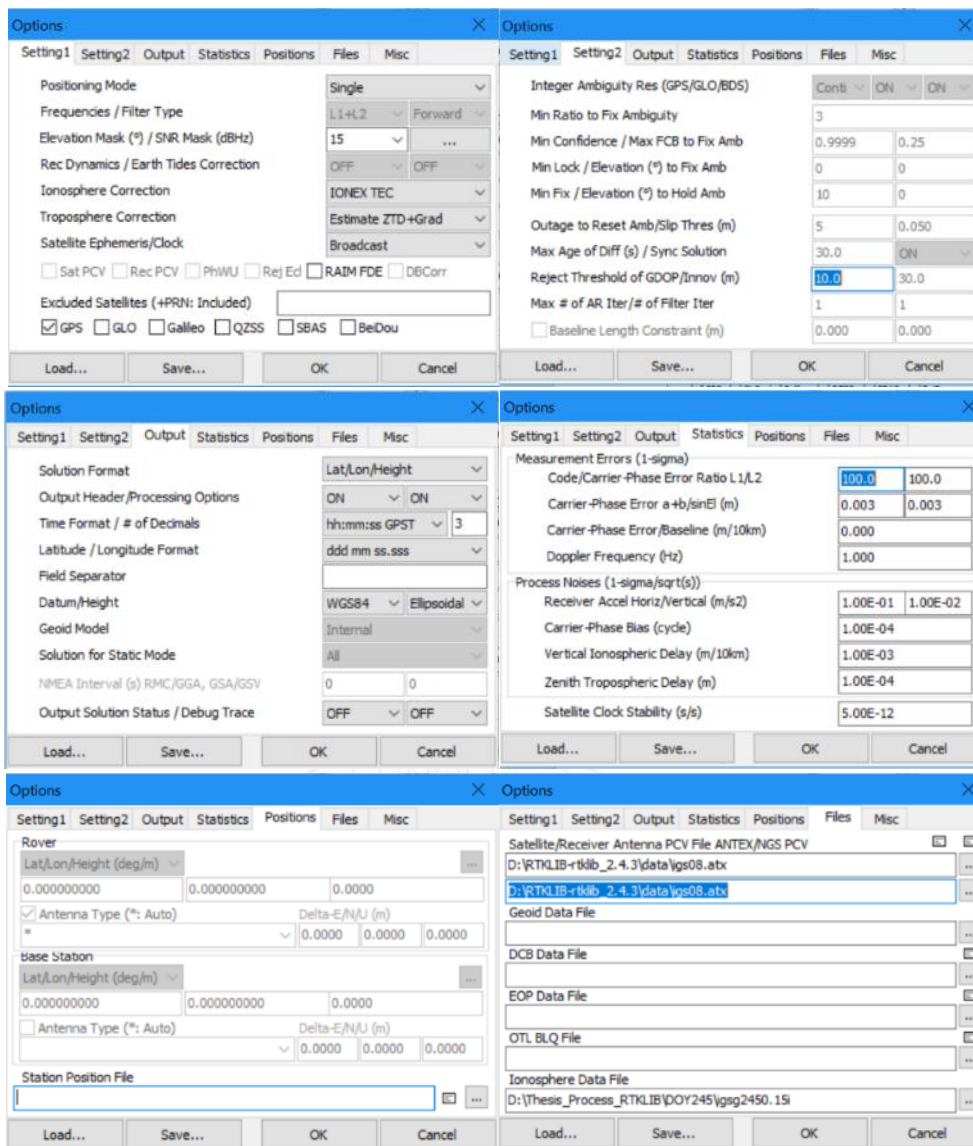 Options
Setting1 Setting2 Output Statistics Positions Files Misc
Positioning Mode Single
Frequencies / Filter Type L1+L2 Forward
Elevation Mask (°) / SNR Mask (dBHz) 15 ...
Rec Dynamics / Earth Tides Correction OFF OFF
Ionosphere Correction IONEX TEC
Troposphere Correction Estimate ZTD+Grad
Satellite Ephemeris/Clock Broadcast
Sat PCV Rec PCV PhWU Rej Ecl RAIM FDE DBCorr
Excluded Satellites (+PRN: Included)
GPS GLO Galileo QZSS SBAS BeiDou
Load... Save... OK Cancel
Options
Setting1 Setting2 Output Statistics Positions Files Misc
Integer Ambiguity Res (GPS/GLO/BDS) Conti ON ON
Min Ratio to Fix Ambiguity 3
Min Confidence / Max FCB to Fix Amb 0.9999 0.25
Min Lock / Elevation (°) to Fix Amb 0 0
Min Fix / Elevation (°) to Hold Amb 10 0
Outage to Reset Amb/Slip Thres (m) 5 0.050
Max Age of Diff (s) / Sync Solution 30.0 ON
Reject Threshold of GDOP/Innov (m) 10.0 30.0
Max # of AR Iter/# of Filter Iter 1 1
Baseline Length Constraint (m) 0.000 0.000
Load... Save... OK Cancel
Options
Setting1 Setting2 Output Statistics Positions Files Misc
Solution Format Lat/Lon/Height
Output Header/Processing Options ON ON
Time Format / # of Decimals hh:mm:ss GPST 3
Latitude / Longitude Format ddd mm ss.sss
Field Separator
Datum/Height WGS84 Ellipsoidal
Geoid Model Internal
Solution for Static Mode All
NMEA Interval (s) RMC/GGA, GSA/GSV 0 0
Output Solution Status / Debug Trace OFF OFF
Load... Save... OK Cancel
Options
Setting1 Setting2 Output Statistics Positions Files Misc
Measurement Errors (1-sigma)
Code/Carrier-Phase Error Ratio L1/L2 100.0 100.0
Carrier-Phase Error a+b/sinEl (m) 0.003 0.003
Carrier-Phase Error/Baseline (m/10km) 0.000
Doppler Frequency (Hz) 1.000
Process Noises (1-sigma/sqrt(s))
Receiver Accel Horiz/Vertical (m/s2) 1.00E-01 1.00E-02
Carrier-Phase Bias (cycle) 1.00E-04
Vertical Ionospheric Delay (m/10km) 1.00E-03
Zenith Tropospheric Delay (m) 1.00E-04
Satellite Clock Stability (s/s) 5.00E-12
Load... Save... OK Cancel
Options
Setting1 Setting2 Output Statistics Positions Files Misc
Rover
Lat/Lon/Height (deg/m) ...
0.000000000 0.000000000 0.0000
Antenna Type (*: Auto) Delta-E/N/U (m)
* 0.0000 0.0000 0.0000
Base Station
Lat/Lon/Height (deg/m) ...
0.000000000 0.000000000 0.0000
Antenna Type (*: Auto) Delta-E/N/U (m)
0.0000 0.0000 0.0000
Station Position File
...
Load... Save... OK Cancel
Options
Setting1 Setting2 Output Statistics Positions Files Misc
Satellite/Receiver Antenna PCV File ANTEX/NGS PCV
D:\RTKLIB-rtklib_2.4.3\data\igs08.atx
D:\RTKLIB-rtklib_2.4.3\data\igs08.atx
Geoid Data File
DCB Data File
EOP Data File
OTL BLQ File
Ionosphere Data File
D:\Thesis_Process_RTKLIB\DOY245\igsg2450.15i
Load... Save... OK Cancel